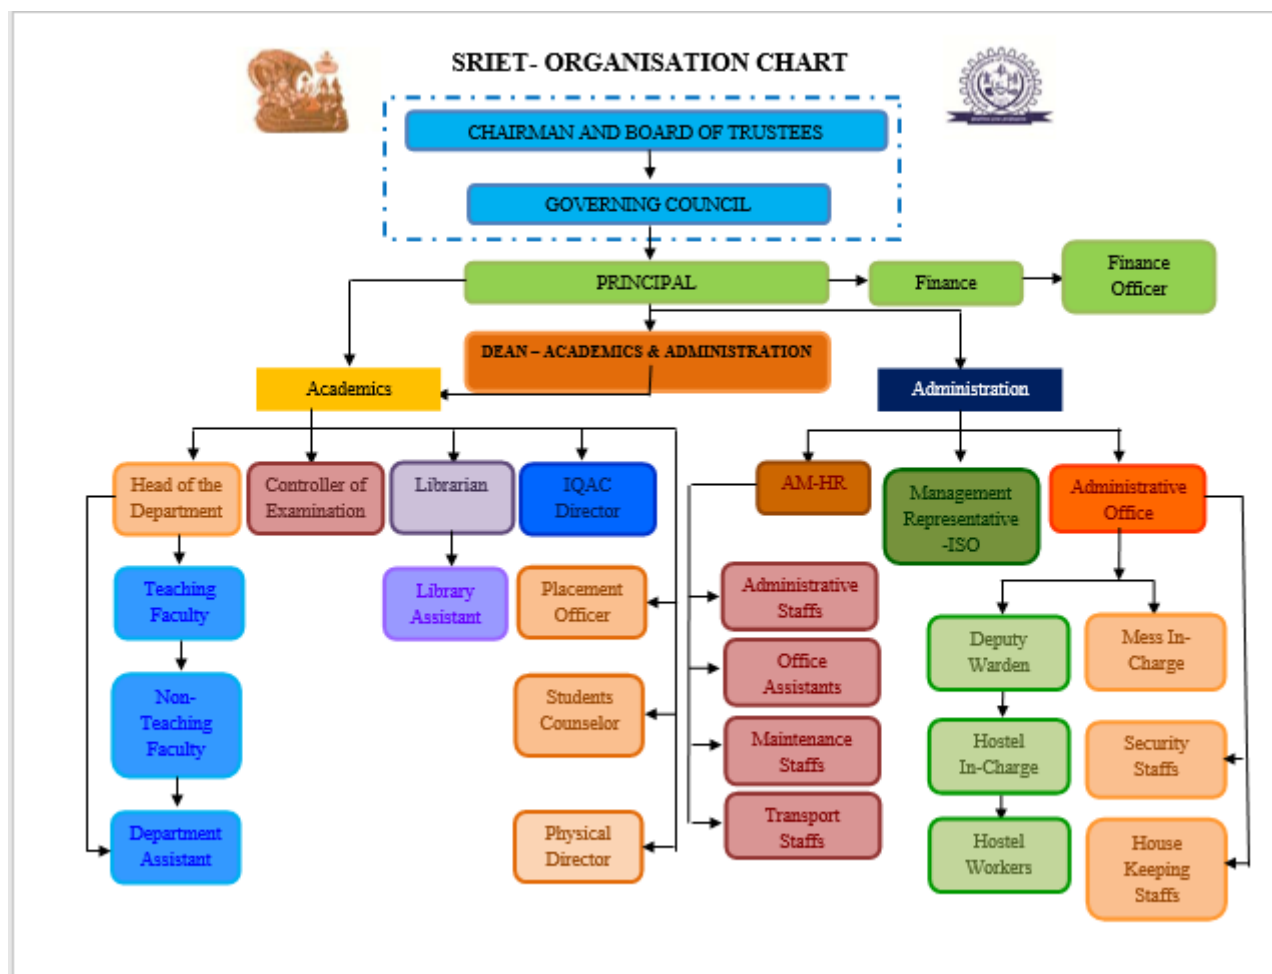 SRIET- ORGANISATION CHART
CHAIRMAN AND BOARD OF TRUSTEES
GOVERNING COUNCIL
PRINCIPAL
Finance
Finance
Officer
DEAN – ACADEMICS & ADMINISTRATION
Academics
Administration
Head of the
Department
Controller of
Examination
Librarian
IQAC
Director
AM-HR
Management
Representative
-ISO
Administrative
Office
Teaching
Faculty
Library
Assistant
Placement
Officer
Administrative
Staffs
Deputy
Warden
Mess In-
Charge
Non-
Teaching
Faculty
Students
Counselor
Office
Assistants
Maintenance
Staffs
Hostel
In-Charge
Security
Staffs
Department
Assistant
Physical
Director
Transport
Staffs
Hostel
Workers
House
Keeping
Staffs